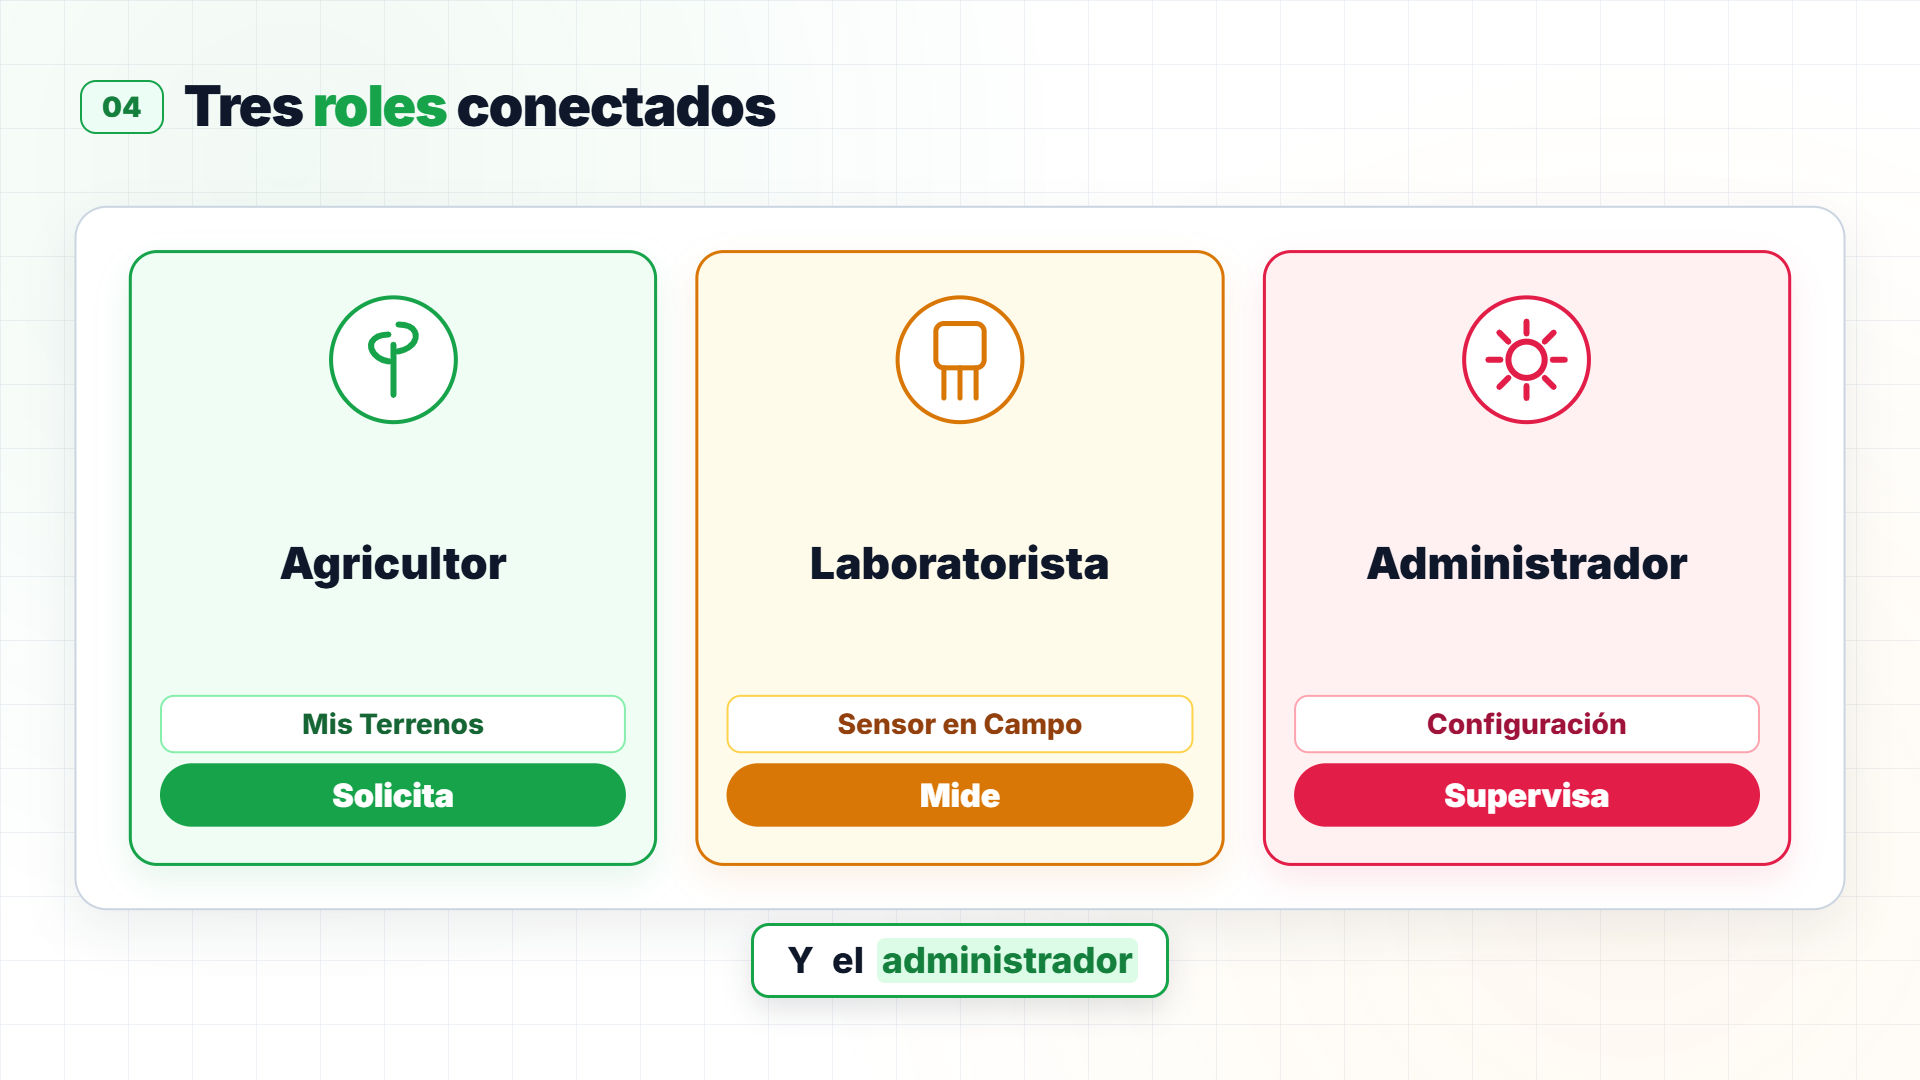 04
Tres roles conectados
Agricultor
Mis Terrenos
Solicita
Laboratorista
Sensor en Campo
Mide
Administrador
Configuración
Supervisa
Y el administrador